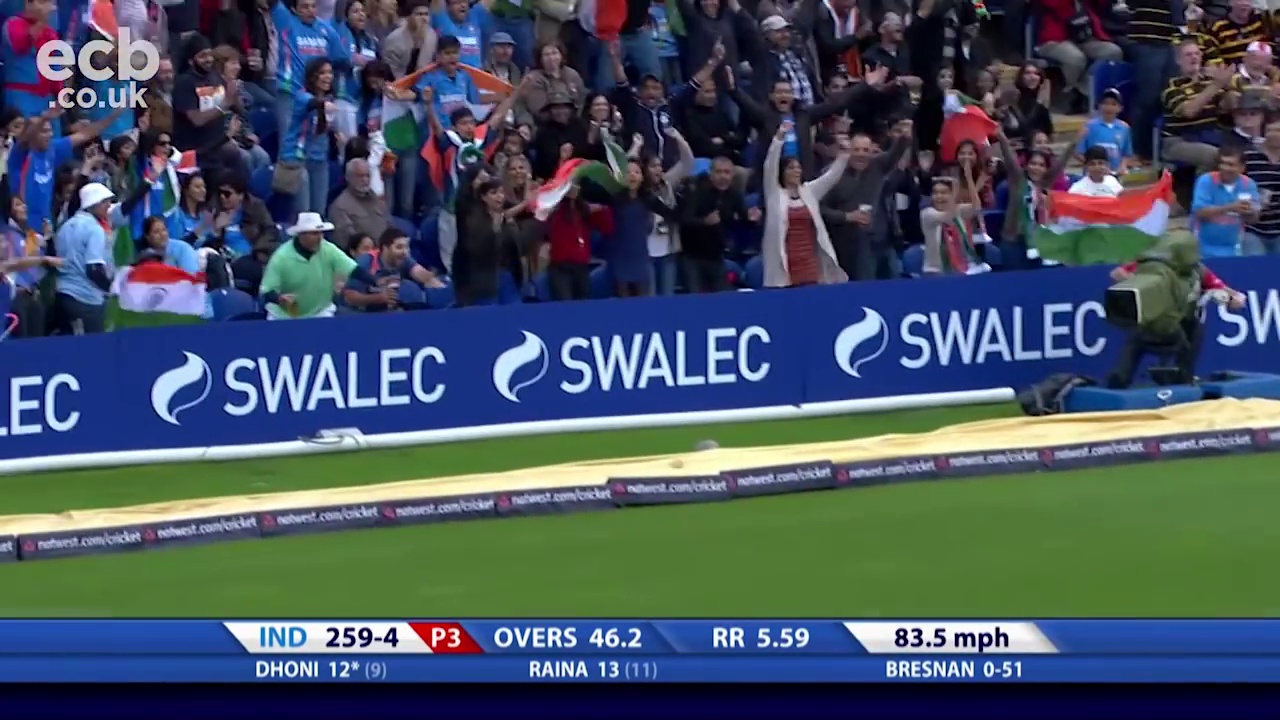 ecb
.co.uk
LEC SWALEC SWALEC SWALEC SW
et natwest.com/cricket natwest.com/cricket natwest.com/cricket natwest.com/cricket natwest.com/cricket natwest.com/cricket natwest.com/cricket natwest.com/cricket natwest.com/cricket natwest.com/cricket natwest.com/cricket
IND 259-4 P3 OVERS 46.2 RR 5.59 83.5 mph
DHONI 12* (9) RAINA 13 (11) BRESNAN 0-51